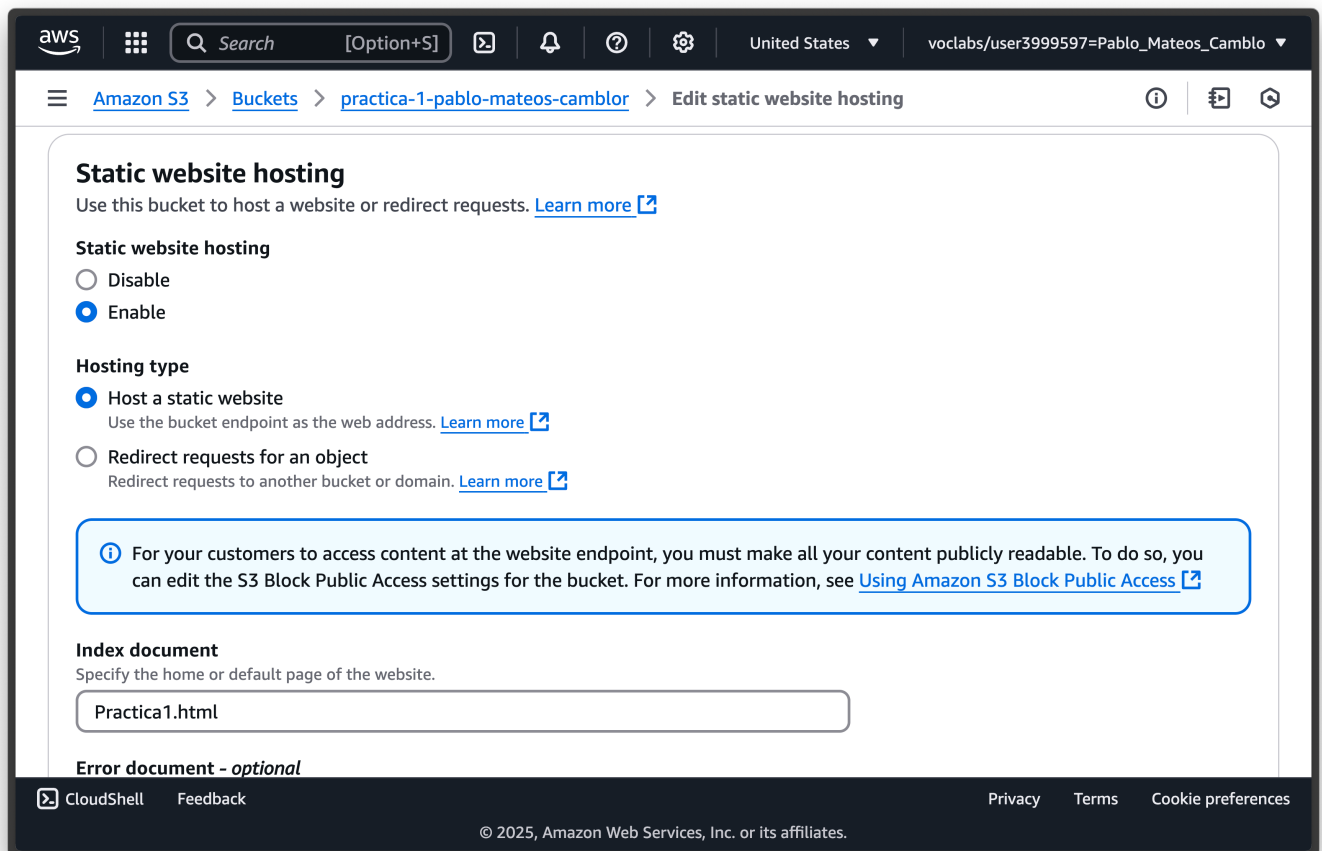 aws
Search [Option+S]
United States ▼
voclabs/user3999597=Pablo_Mateos_Camblo ▼
Amazon S3 > Buckets > practica-1-pablo-mateos-camblor > Edit static website hosting
Static website hosting
Use this bucket to host a website or redirect requests. Learn more
Static website hosting
Disable
Enable
Hosting type
Host a static website
Use the bucket endpoint as the web address. Learn more
Redirect requests for an object
Redirect requests to another bucket or domain. Learn more
For your customers to access content at the website endpoint, you must make all your content publicly readable. To do so, you
can edit the S3 Block Public Access settings for the bucket. For more information, see Using Amazon S3 Block Public Access
Index document
Specify the home or default page of the website.
Practica1.html
Error document - optional
CloudShell Feedback Privacy Terms Cookie preferences
© 2025, Amazon Web Services, Inc. or its affiliates.